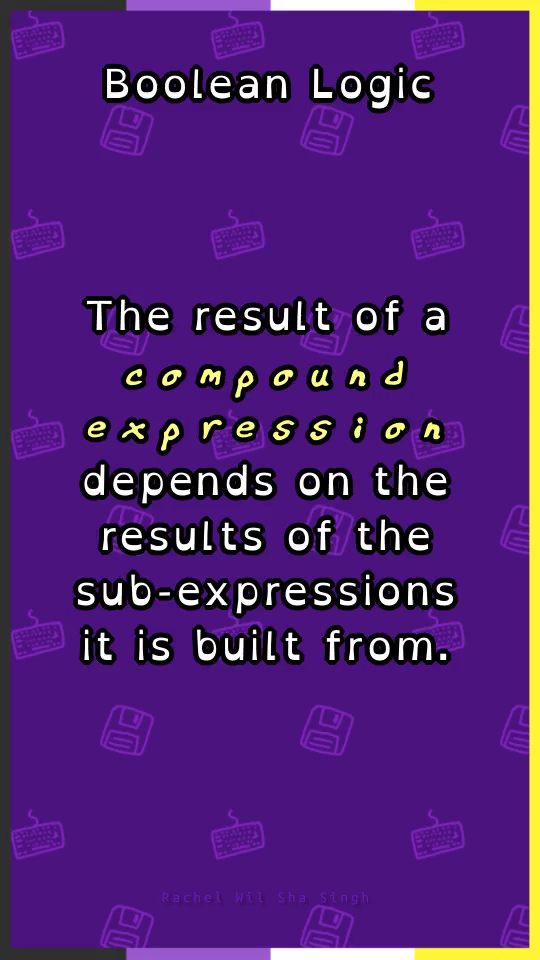 Boolean Logic
The result of a
compound
expression
depends on the
results of the
sub-expressions
it is built from.
Rachel Wil Sha Singh